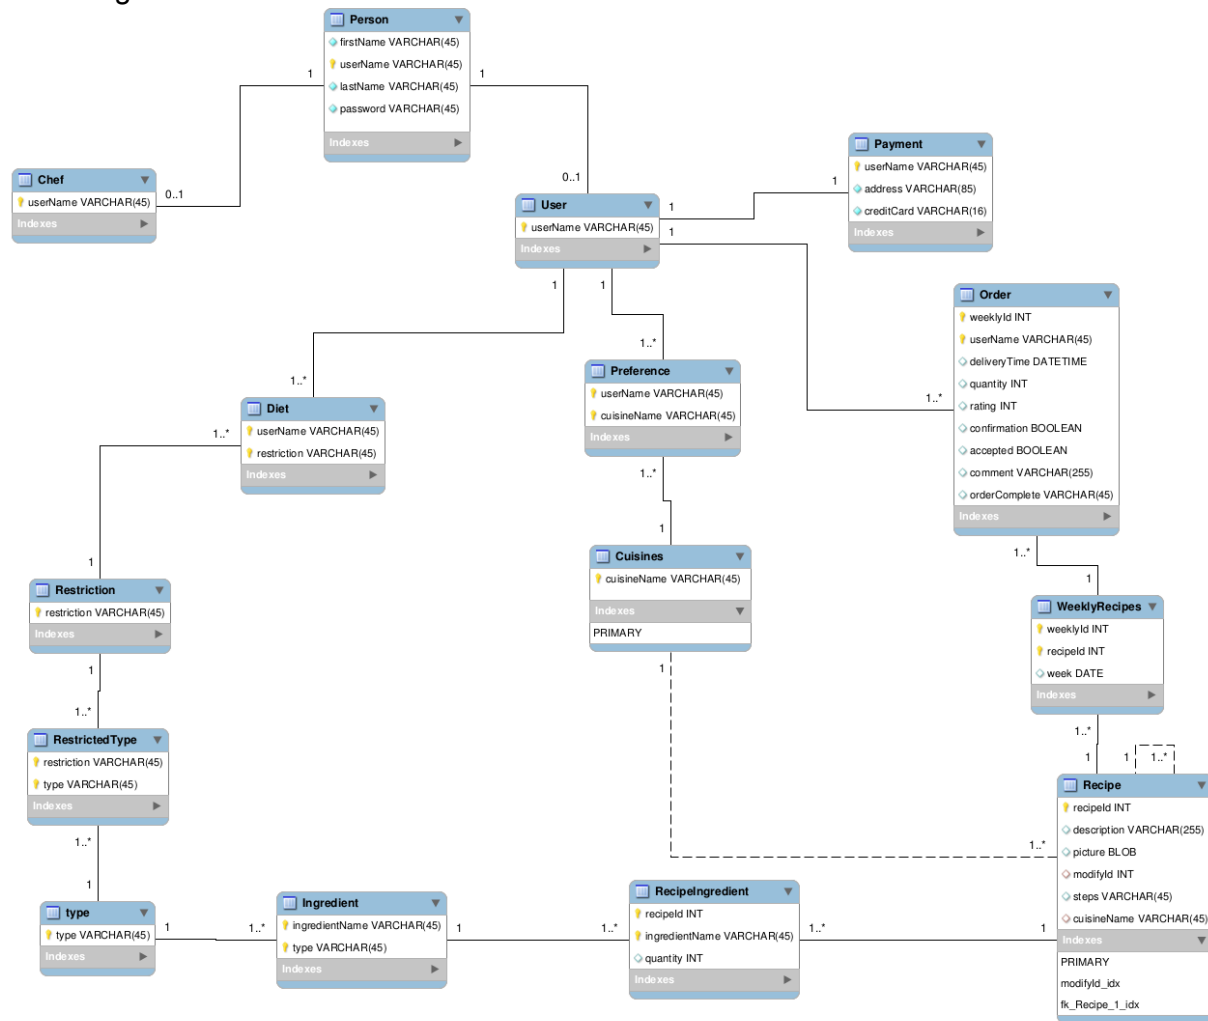 Person
firstName VARCHAR(45)
userName VARCHAR(45)
lastName VARCHAR(45)
password VARCHAR(45)
Indexes
1
1
0..1
0..1
Chef
userName VARCHAR(45)
Indexes
User
userName VARCHAR(45)
Indexes
1
1
1
1
1
Payment
userName VARCHAR(45)
address VARCHAR(85)
creditCard VARCHAR(16)
Indexes
Order
weeklyId INT
userName VARCHAR(45)
deliveryTime DATETIME
quantity INT
rating INT
confirmation BOOLEAN
accepted BOOLEAN
comment VARCHAR(255)
orderComplete VARCHAR(45)
Indexes
1..*
1..*
1
1..*
Preference
userName VARCHAR(45)
cuisineName VARCHAR(45)
Indexes
1..*
1
1..*
Diet
userName VARCHAR(45)
restriction VARCHAR(45)
Indexes
1..*
1
Cuisines
cuisineName VARCHAR(45)
Indexes
PRIMARY
1
1..*
Restriction
restriction VARCHAR(45)
Indexes
1
1..*
WeeklyRecipes
weeklyId INT
recipeId INT
week DATE
Indexes
1..*
1
1
1..*
RestrictedType
restriction VARCHAR(45)
type VARCHAR(45)
Indexes
1..*
1
Recipe
recipeId INT
description VARCHAR(255)
picture BLOB
modifyId INT
steps VARCHAR(45)
cuisineName VARCHAR(45)
Indexes
PRIMARY
modifyId_idx
fk_Recipe_1_idx
type
type VARCHAR(45)
Indexes
1
1..*
Ingredient
ingredientName VARCHAR(45)
type VARCHAR(45)
Indexes
1
1..*
RecipeIngredient
recipeId INT
ingredientName VARCHAR(45)
quantity INT
Indexes
1..*
1